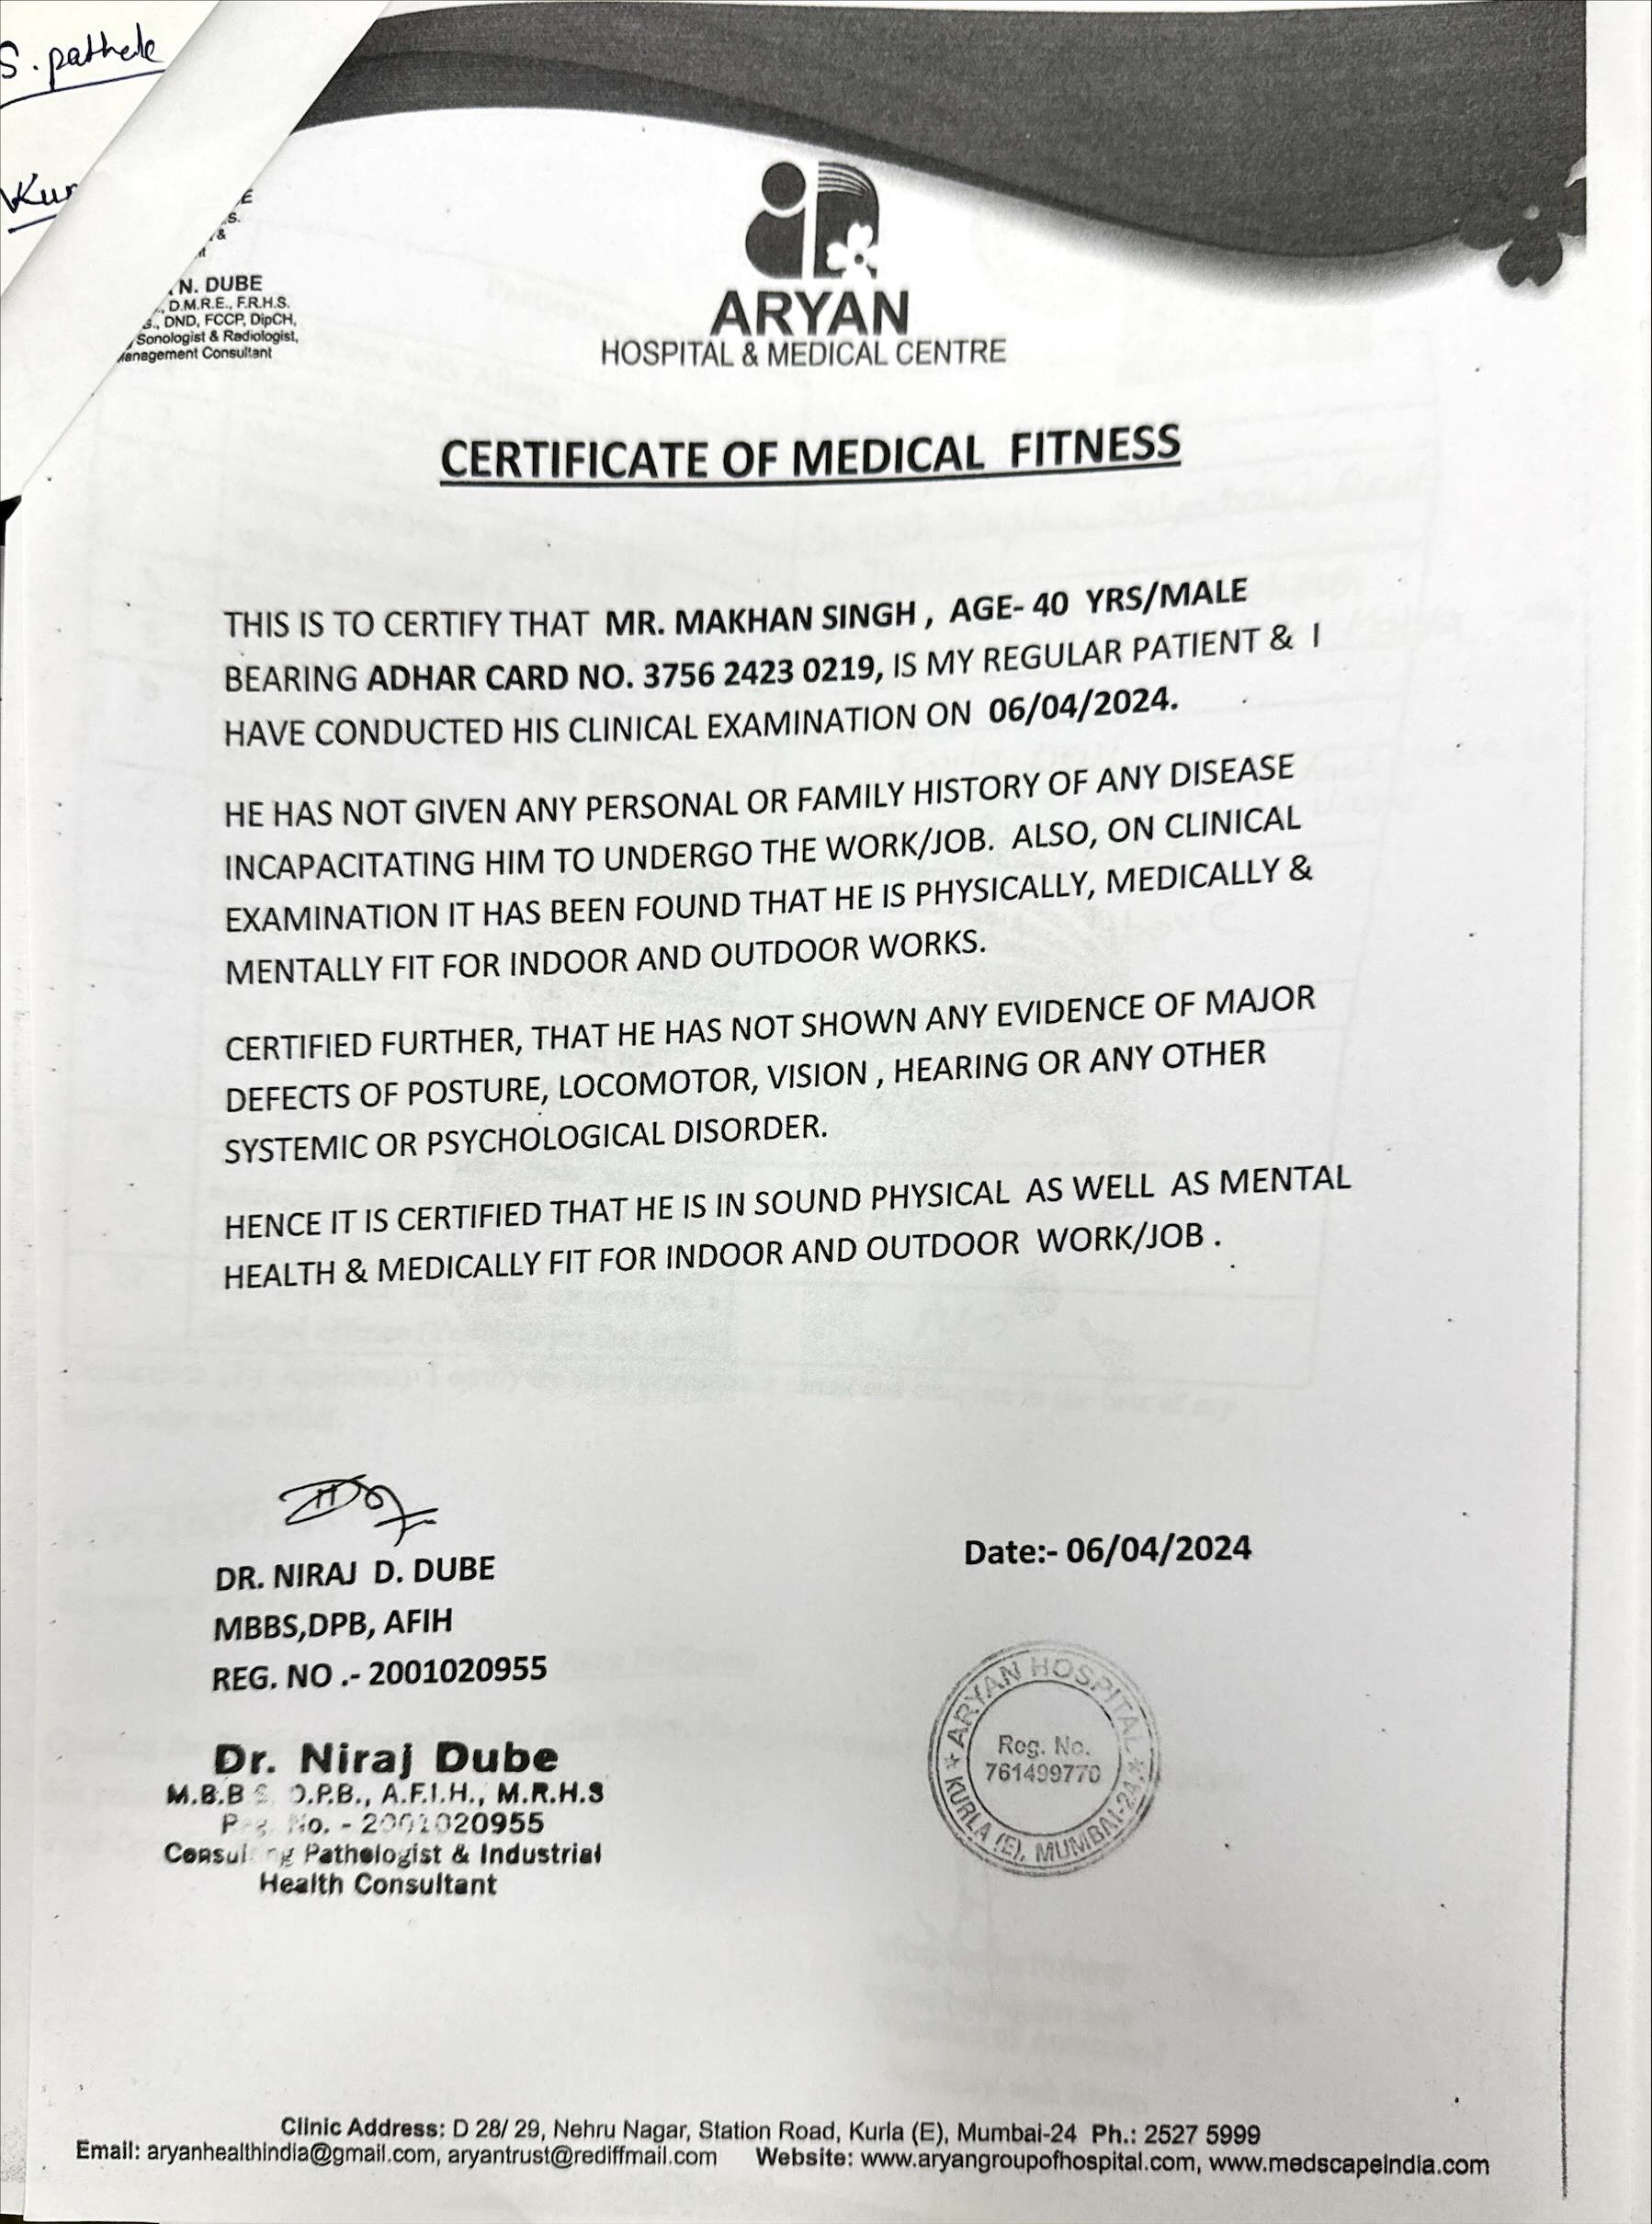 S. pathele
Kur
E
S.
&
N. DUBE
D.M.R.E., F.R.H.S.
DND, FCCP, DipCH,
Sonologist & Radiologist,
Management Consultant
ARYAN
HOSPITAL & MEDICAL CENTRE
CERTIFICATE OF MEDICAL FITNESS
THIS IS TO CERTIFY THAT MR. MAKHAN SINGH , AGE- 40 YRS/MALE
BEARING ADHAR CARD NO. 3756 2423 0219, IS MY REGULAR PATIENT & I
HAVE CONDUCTED HIS CLINICAL EXAMINATION ON 06/04/2024.
HE HAS NOT GIVEN ANY PERSONAL OR FAMILY HISTORY OF ANY DISEASE
INCAPACITATING HIM TO UNDERGO THE WORK/JOB. ALSO, ON CLINICAL
EXAMINATION IT HAS BEEN FOUND THAT HE IS PHYSICALLY, MEDICALLY &
MENTALLY FIT FOR INDOOR AND OUTDOOR WORKS.
CERTIFIED FURTHER, THAT HE HAS NOT SHOWN ANY EVIDENCE OF MAJOR
DEFECTS OF POSTURE, LOCOMOTOR, VISION , HEARING OR ANY OTHER
SYSTEMIC OR PSYCHOLOGICAL DISORDER.
HENCE IT IS CERTIFIED THAT HE IS IN SOUND PHYSICAL AS WELL AS MENTAL
HEALTH & MEDICALLY FIT FOR INDOOR AND OUTDOOR WORK/JOB .
DR. NIRAJ D. DUBE
MBBS,DPB, AFIH
REG. NO .- 2001020955
Date:- 06/04/2024
Dr. Niraj Dube
M.B.B S, D.P.B., A.F.I.H., M.R.H.S
Reg. No. - 2001020955
Consulting Pathologist & Industrial
Health Consultant
ARYAN HOSPITAL
Reg. No.
761499770
KURLA (E), MUMBAI-24.
Clinic Address: D 28/ 29, Nehru Nagar, Station Road, Kurla (E), Mumbai-24 Ph.: 2527 5999
Email: aryanhealthindia@gmail.com, aryantrust@rediffmail.com Website: www.aryangroupofhospital.com, www.medscapeindia.com